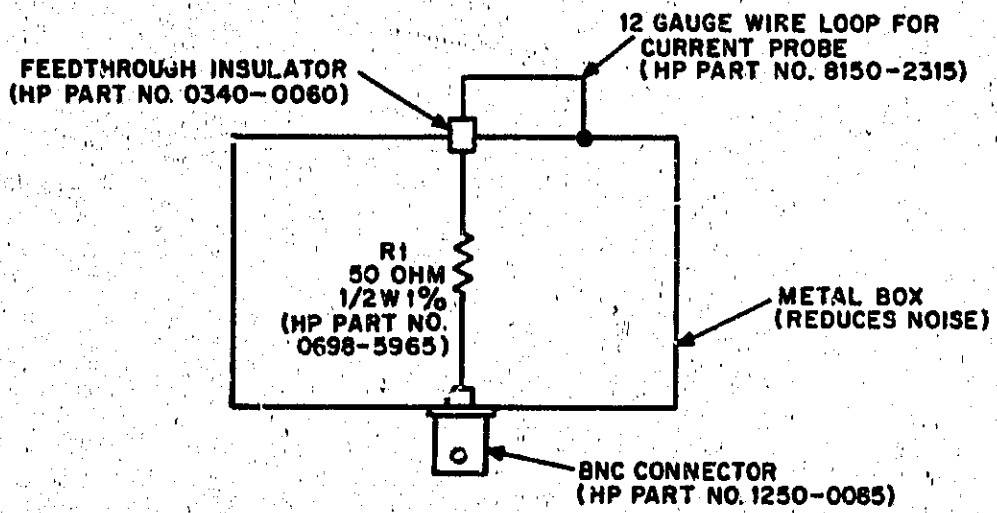 12 GAUGE WIRE LOOP FOR
CURRENT PROBE
(HP PART NO. 8150-2315)
FEEDTHROUGH INSULATOR
(HP PART NO. 0340-0060)
R1
50 OHM
1/2W 1%
(HP PART NO.
0698-5965)
METAL BOX
(REDUCES NOISE)
BNC CONNECTOR
(HP PART NO. 1250-0085)